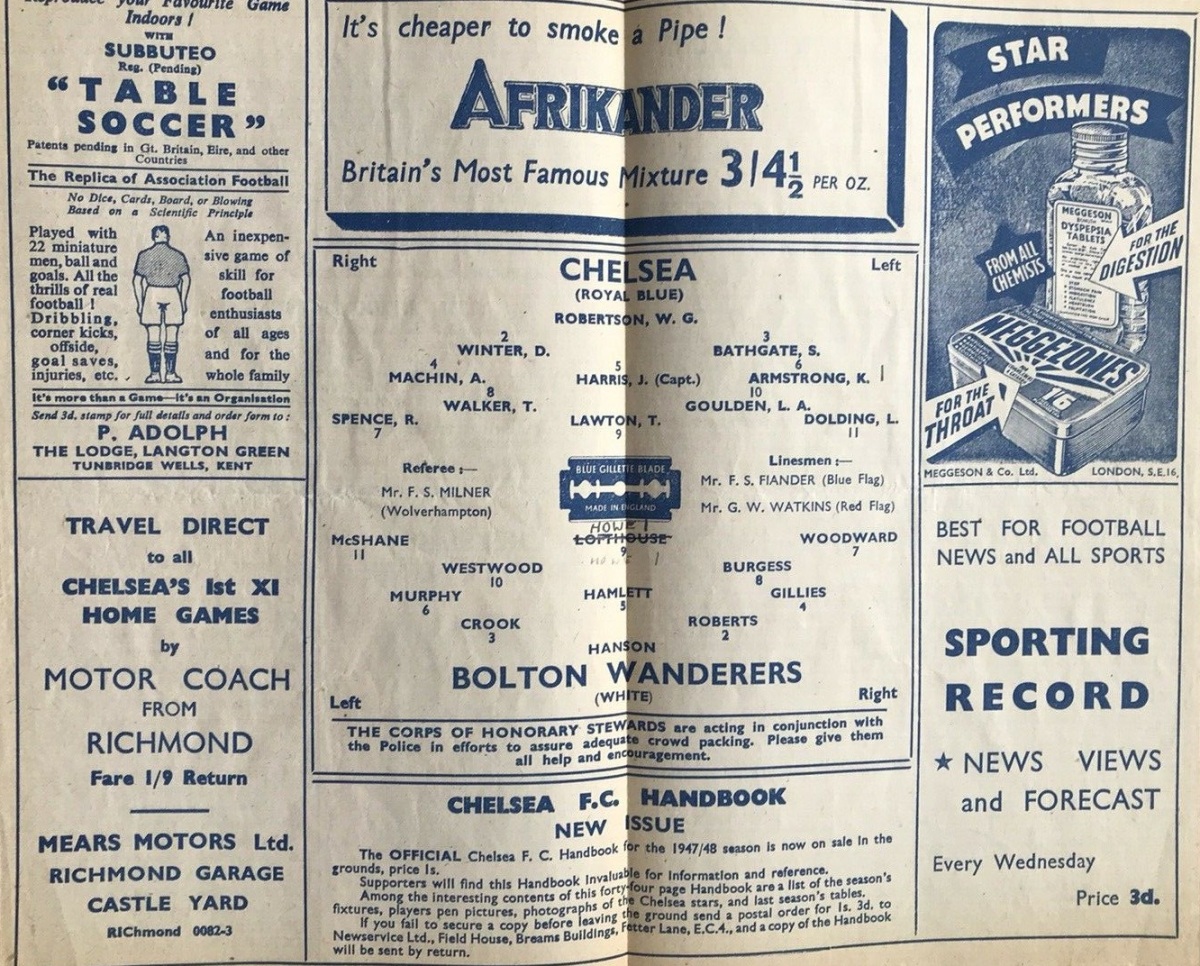 Reproduce your Favourite Game
Indoors !
WITH
SUBBUTEO
Reg. (Pending)
“TABLE
SOCCER”
Patents pending in Gt. Britain, Eire, and other
Countries
The Replica of Association Football
No Dice, Cards, Board, or Blowing
Based on a Scientific Principle
Played with
22 miniature
men, ball and
goals. All the
thrills of real
football !
Dribbling,
corner kicks,
offside,
goal saves,
injuries, etc.
An inexpen-
sive game of
skill for
football
enthusiasts
of all ages
and for the
whole family
It's more than a Game—It's an Organisation
Send 3d. stamp for full details and order form to :
P. ADOLPH
THE LODGE, LANGTON GREEN
TUNBRIDGE WELLS, KENT
TRAVEL DIRECT
to all
CHELSEA'S 1st XI
HOME GAMES
by
MOTOR COACH
FROM
RICHMOND
Fare 1/9 Return
MEARS MOTORS Ltd.
RICHMOND GARAGE
CASTLE YARD
RIChmond 0082-3
It's cheaper to smoke a Pipe !
AFRIKANDER
Britain's Most Famous Mixture 3/4½ PER OZ.
Right CHELSEA Left
(ROYAL BLUE)
ROBERTSON, W. G.
2 3
WINTER, D. BATHGATE, S.
4 5 6
MACHIN, A. HARRIS, J. (Capt.) ARMSTRONG, K.
8 10
WALKER, T. GOULDEN, L. A.
SPENCE, R. LAWTON, T. DOLDING, L.
7 9 11
Referee :—
Mr. F. S. MILNER
(Wolverhampton)
BLUE GILLETTE BLADE
MADE IN ENGLAND
Linesmen :—
Mr. F. S. FIANDER (Blue Flag)
Mr. G. W. WATKINS (Red Flag)
HOWE 1
McSHANE LOFTHOUSE WOODWARD
11 9 7
WESTWOOD BURGESS
10 8
MURPHY HAMLETT GILLIES
6 5 4
CROOK ROBERTS
3 2
HANSON
BOLTON WANDERERS
Left (WHITE) Right
THE CORPS OF HONORARY STEWARDS are acting in conjunction with
the Police in efforts to assure adequate crowd packing. Please give them
all help and encouragement.
CHELSEA F.C. HANDBOOK
NEW ISSUE
The OFFICIAL Chelsea F. C. Handbook for the 1947/48 season is now on sale in the
grounds, price 1s.
Supporters will find this Handbook invaluable for information and reference.
Among the interesting contents of this forty-four page Handbook are a list of the season's
fixtures, players pen pictures, photographs of the Chelsea stars, and last season's tables.
If you fail to secure a copy before leaving the ground send a postal order for 1s. 3d. to
Newservice Ltd., Field House, Breams Buildings, Fetter Lane, E.C.4., and a copy of the Handbook
will be sent by return.
STAR
PERFORMERS
MEGGESON
DYSPEPSIA
TABLETS
FROM ALL
CHEMISTS
FOR THE
DIGESTION
MEGGEZONES
16
FOR THE
THROAT
MEGGESON & Co. Ltd. LONDON, S.E.16.
BEST FOR FOOTBALL
NEWS and ALL SPORTS
SPORTING
RECORD
★ NEWS VIEWS
and FORECAST
Every Wednesday
Price 3d.